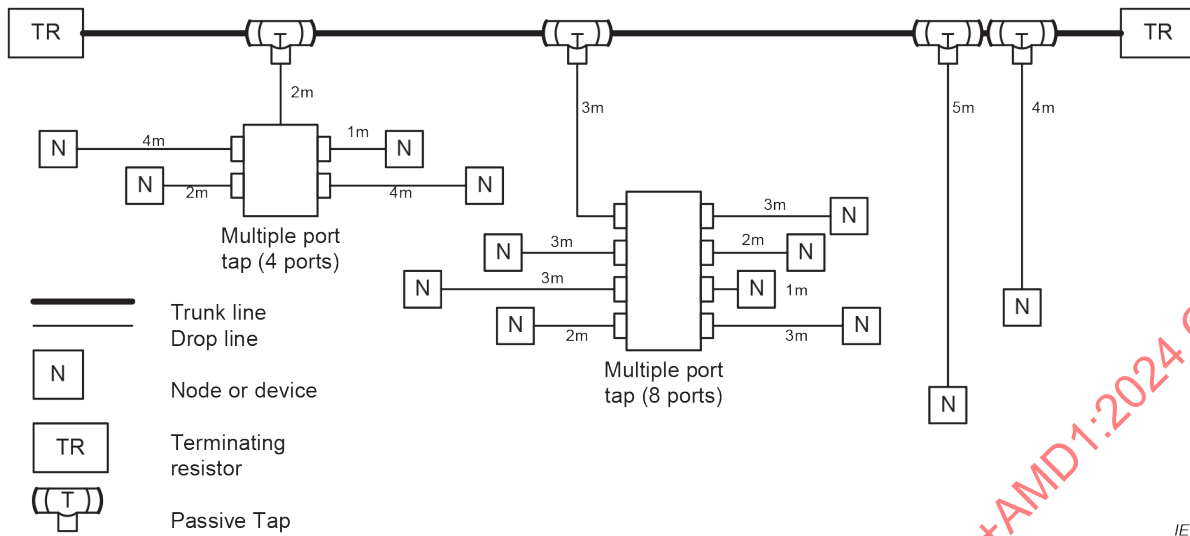 TR
T
T
T
T
TR
2m
3m
5m
4m
N
4m
1m
N
N
2m
4m
N
Multiple port
tap (4 ports)
3m
N
N
3m
2m
N
N
3m
N
1m
N
2m
3m
N
N
N
Multiple port
tap (8 ports)
Trunk line
Drop line
N
Node or device
TR
Terminating
resistor
T
Passive Tap
+AMD1:2024
IE